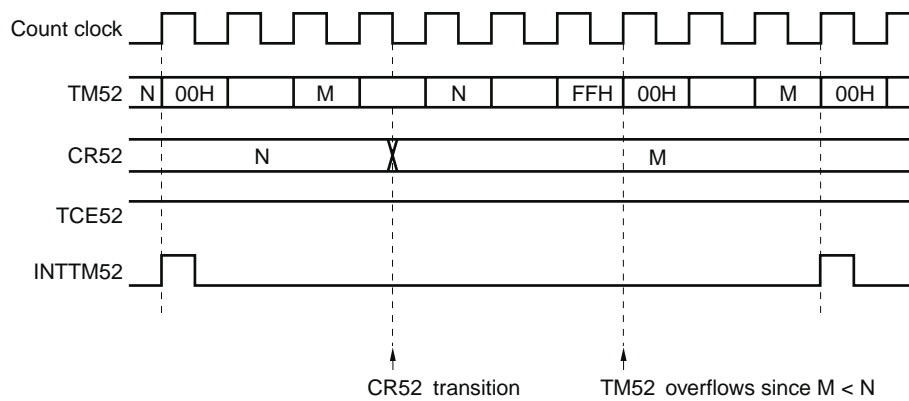 Count clock
TM52 N 00H M N FFH 00H M 00H
CR52 N M
TCE52
INTTM52
CR52 transition TM52 overflows since M < N